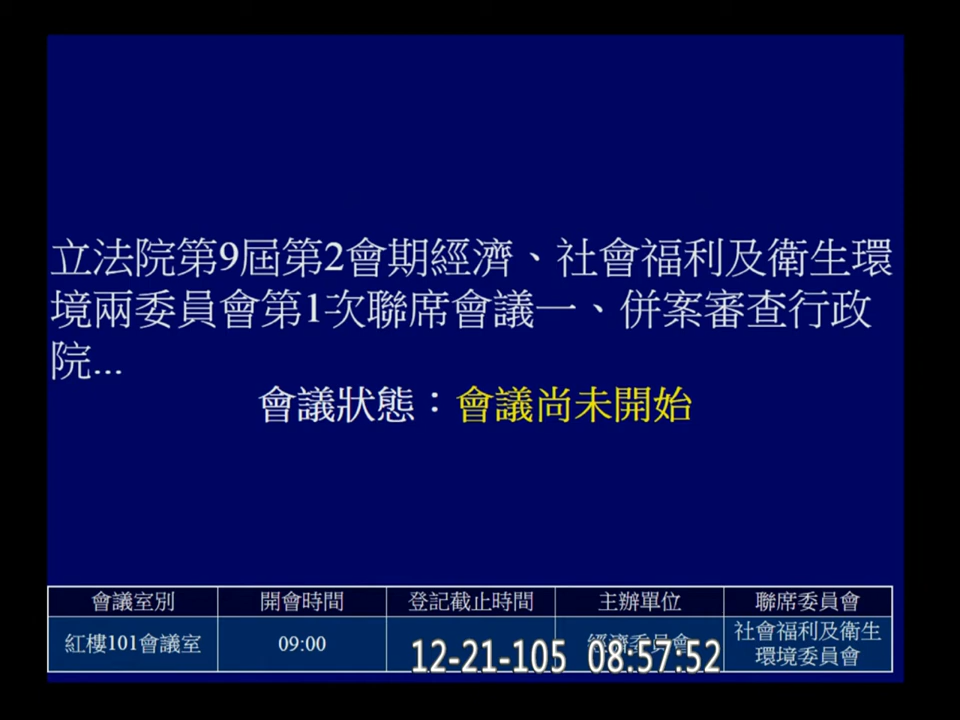 立法院第9屆第2會期經濟、社會福利及衛生環
境兩委員會第1次聯席會議一、併案審查行政
院...
會議狀態：會議尚未開始
會議室別 開會時間 登記截止時間 主辦單位 聯席委員會
紅樓101會議室 09:00 經濟委員會 社會福利及衛生
環境委員會
12-21-105 08:57:52